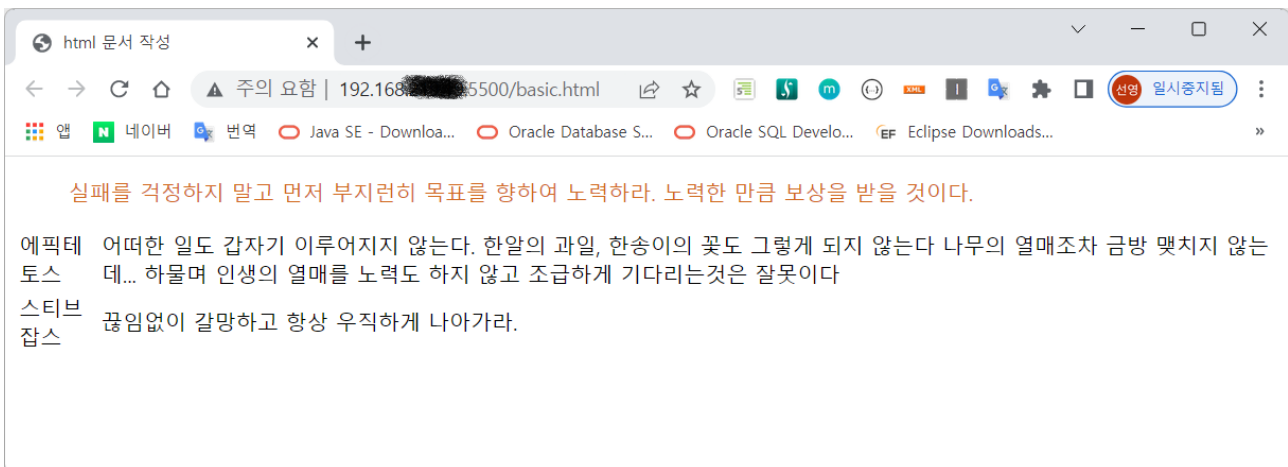 html 문서 작성
주의 요함 | 192.168 5500/basic.html 선영 일시중지됨
앱 네이버 번역 Java SE - Downloa... Oracle Database S... Oracle SQL Develo... EF Eclipse Downloads... »
실패를 걱정하지 말고 먼저 부지런히 목표를 향하여 노력하라. 노력한 만큼 보상을 받을 것이다.
에픽테 어떠한 일도 갑자기 이루어지지 않는다. 한알의 과일, 한송이의 꽃도 그렇게 되지 않는다 나무의 열매조차 금방 맺치지 않는
토스 데... 하물며 인생의 열매를 노력도 하지 않고 조급하게 기다리는것은 잘못이다
스티브
잡스 끊임없이 갈망하고 항상 우직하게 나아가라.